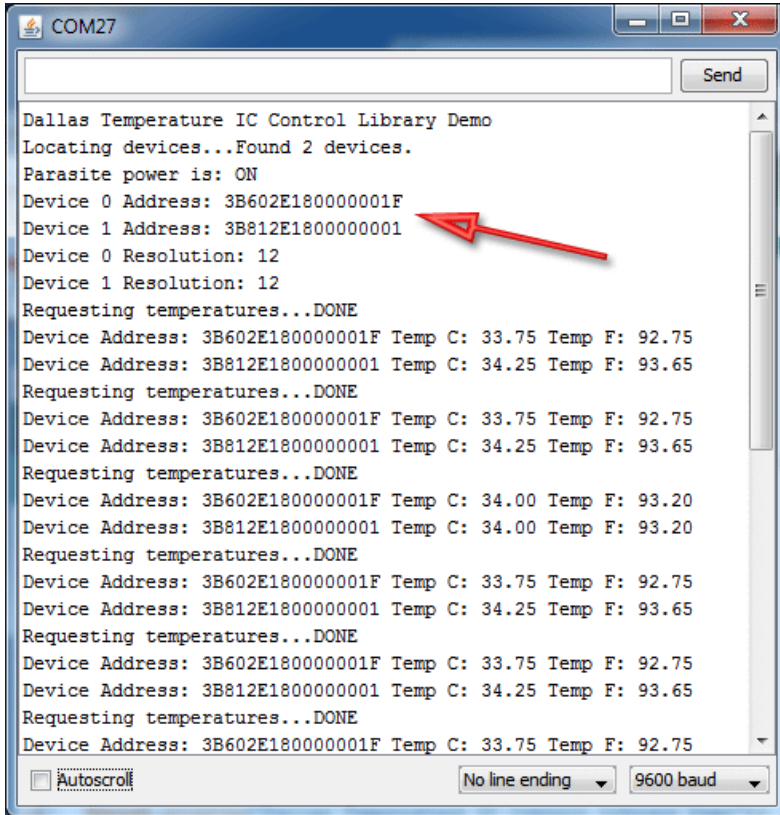 COM27
Send
Dallas Temperature IC Control Library Demo
Locating devices...Found 2 devices.
Parasite power is: ON
Device 0 Address: 3B602E180000001F
Device 1 Address: 3B812E1800000001
Device 0 Resolution: 12
Device 1 Resolution: 12
Requesting temperatures...DONE
Device Address: 3B602E180000001F Temp C: 33.75 Temp F: 92.75
Device Address: 3B812E1800000001 Temp C: 34.25 Temp F: 93.65
Requesting temperatures...DONE
Device Address: 3B602E180000001F Temp C: 33.75 Temp F: 92.75
Device Address: 3B812E1800000001 Temp C: 34.25 Temp F: 93.65
Requesting temperatures...DONE
Device Address: 3B602E180000001F Temp C: 34.00 Temp F: 93.20
Device Address: 3B812E1800000001 Temp C: 34.00 Temp F: 93.20
Requesting temperatures...DONE
Device Address: 3B602E180000001F Temp C: 33.75 Temp F: 92.75
Device Address: 3B812E1800000001 Temp C: 34.25 Temp F: 93.65
Requesting temperatures...DONE
Device Address: 3B602E180000001F Temp C: 33.75 Temp F: 92.75
Device Address: 3B812E1800000001 Temp C: 34.25 Temp F: 93.65
Requesting temperatures...DONE
Device Address: 3B602E180000001F Temp C: 33.75 Temp F: 92.75
Autoscroll No line ending 9600 baud